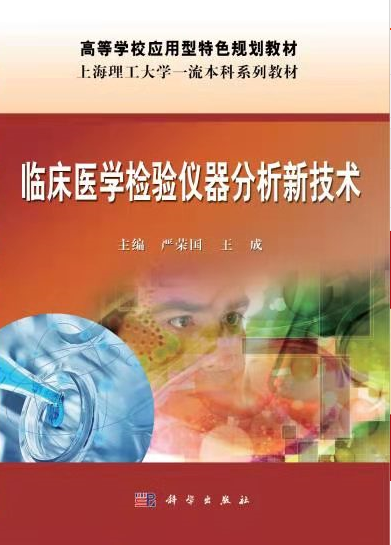 高等学校应用型特色规划教材
上海理工大学一流本科系列教材
临床医学检验仪器分析新技术
主编 严荣国 王 成
科学出版社